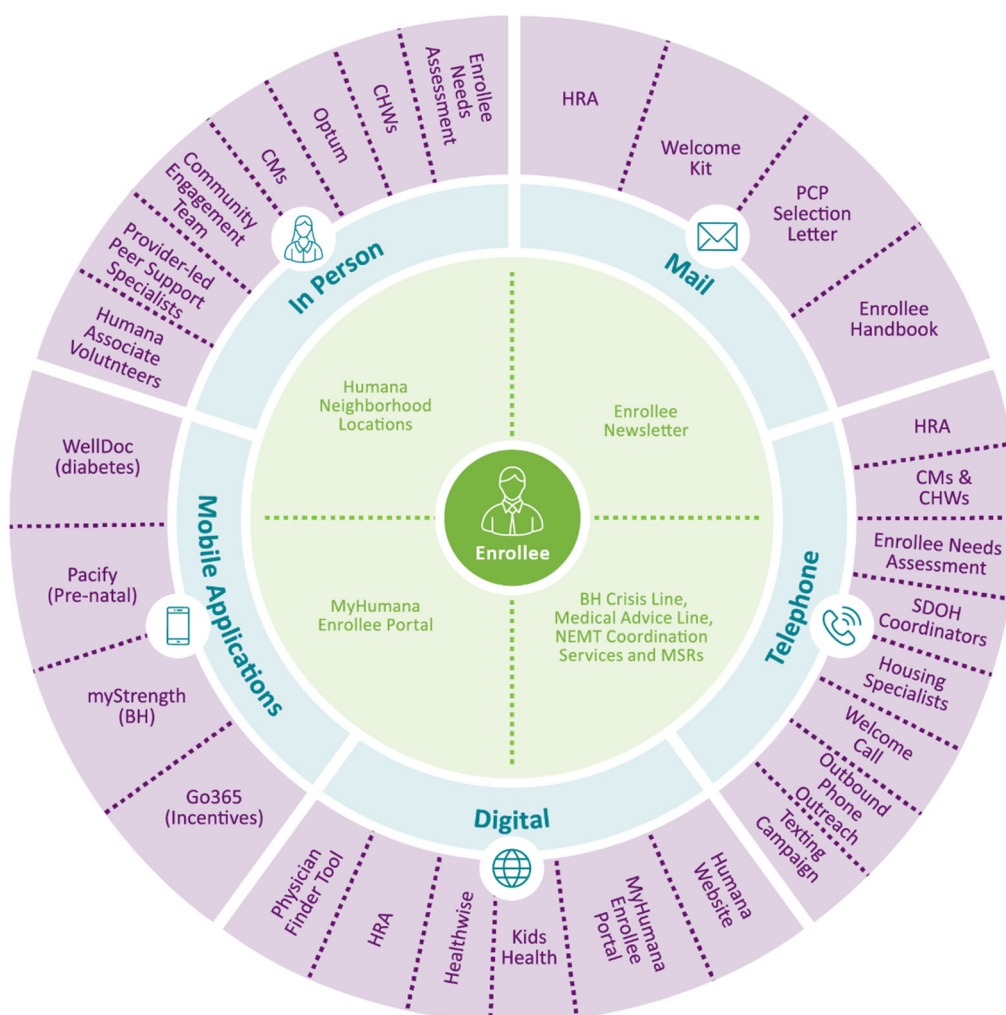 Enrollee
Needs
Assessment
CHWs
Optum
CMs
Community
Engagement
Team
Provider-led
Peer Support
Specialists
Humana
Associate
Volutnteers
In Person
HRA
Welcome
Kit
PCP
Selection
Letter
Enrollee
Handbook
Mail
HRA
CMs &
CHWs
Enrollee Needs
Assessment
SDOH
Coordinators
Housing
Specialists
Welcome
Call
Outbound
Phone
Outreach
Texting
Campaign
Telephone
Humana
Website
MyHumana
Enrollee
Portal
Kids
Health
Healthwise
HRA
Physician
Finder Tool
Digital
WellDoc
(diabetes)
Pacify
(Pre-natal)
myStrength
(BH)
Go365
(Incentives)
Mobile Applications
Humana
Neighborhood
Locations
Enrollee
Newsletter
MyHumana
Enrollee Portal
BH Crisis Line,
Medical Advice Line,
NEMT Coordination
Services and MSRs
Enrollee